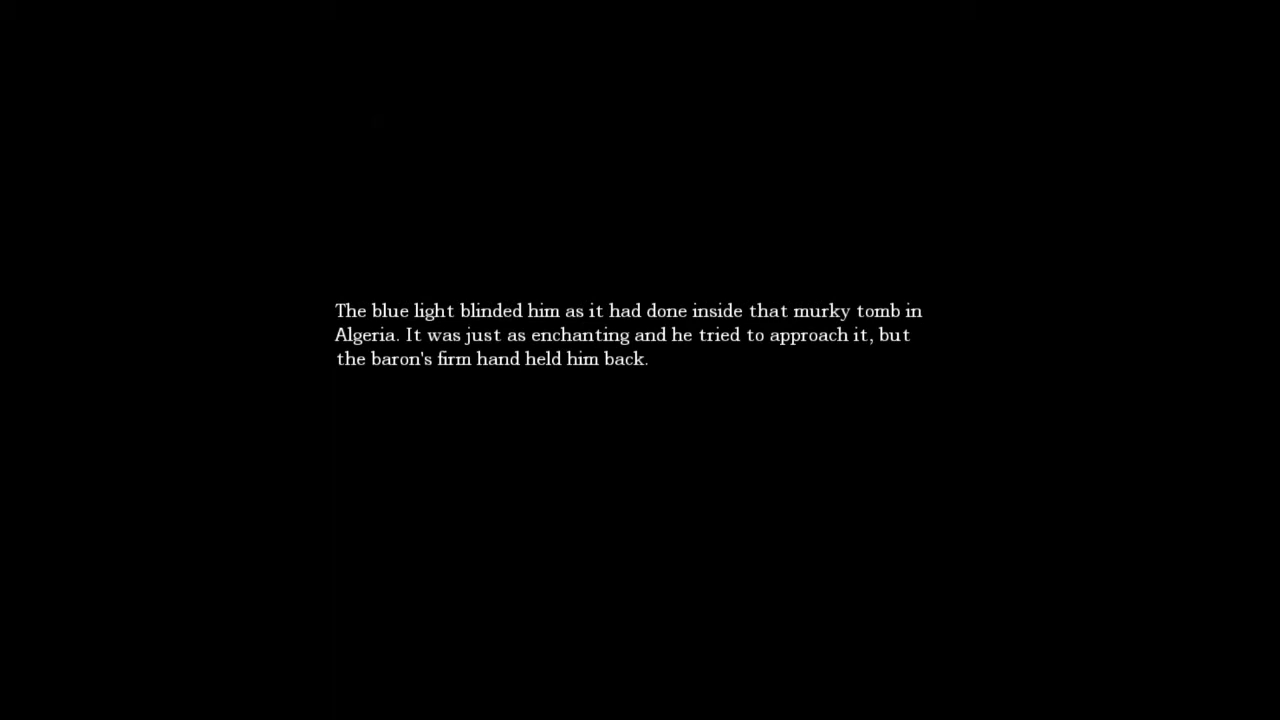 The blue light blinded him as it had done inside that murky tomb in
Algeria. It was just as enchanting and he tried to approach it, but
the baron's firm hand held him back.